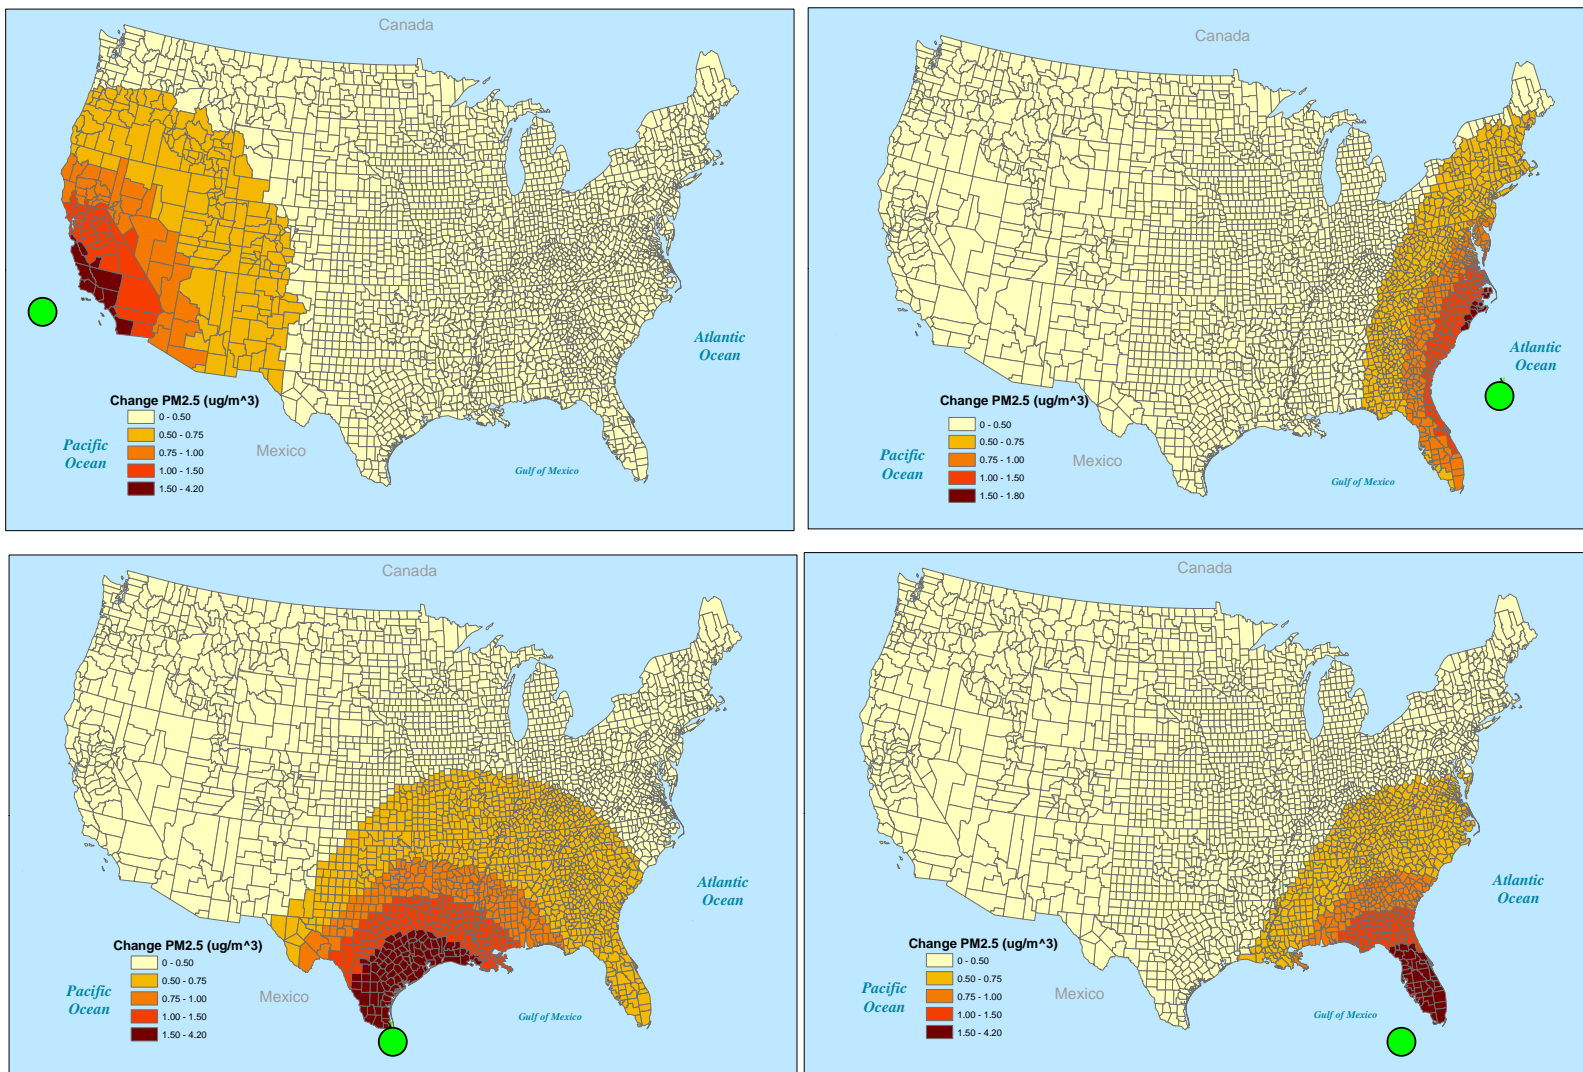 Canada
Atlantic
Ocean
Change PM2.5 (ug/m^3)
0 - 0.50
0.50 - 0.75
0.75 - 1.00
1.00 - 1.50
1.50 - 4.20
Pacific
Ocean
Mexico
Gulf of Mexico
Canada
Atlantic
Ocean
Change PM2.5 (ug/m^3)
0 - 0.50
0.50 - 0.75
0.75 - 1.00
1.00 - 1.50
1.50 - 1.80
Pacific
Ocean
Mexico
Gulf of Mexico
Canada
Atlantic
Ocean
Change PM2.5 (ug/m^3)
0 - 0.50
0.50 - 0.75
0.75 - 1.00
1.00 - 1.50
1.50 - 4.20
Pacific
Ocean
Mexico
Gulf of Mexico
Canada
Atlantic
Ocean
Change PM2.5 (ug/m^3)
0 - 0.50
0.50 - 0.75
0.75 - 1.00
1.00 - 1.50
1.50 - 4.20
Pacific
Ocean
Mexico
Gulf of Mexico